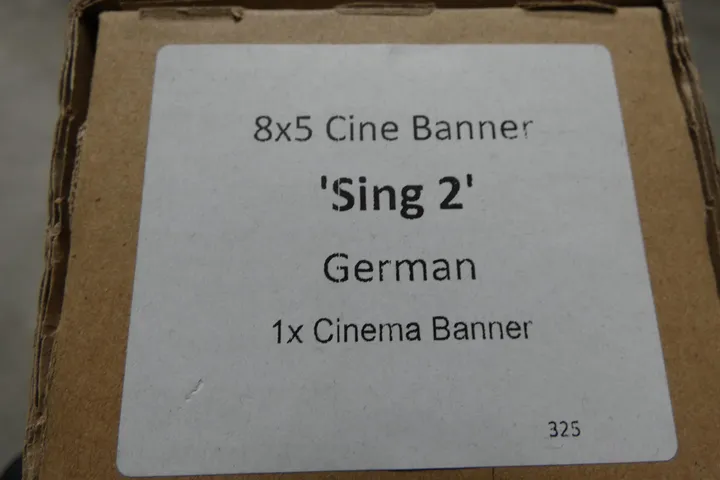 8x5 Cine Banner
'Sing 2'
German
1x Cinema Banner
325